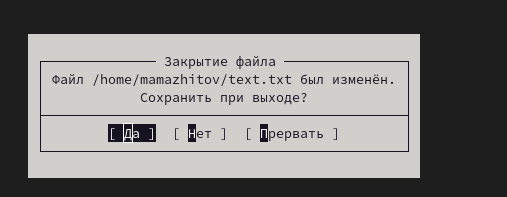 Закрытие файла
Файл /home/mamazhitov/text.txt был изменён.
Сохранить при выходе?
[ Да ] [ Нет ] [ Прервать ]